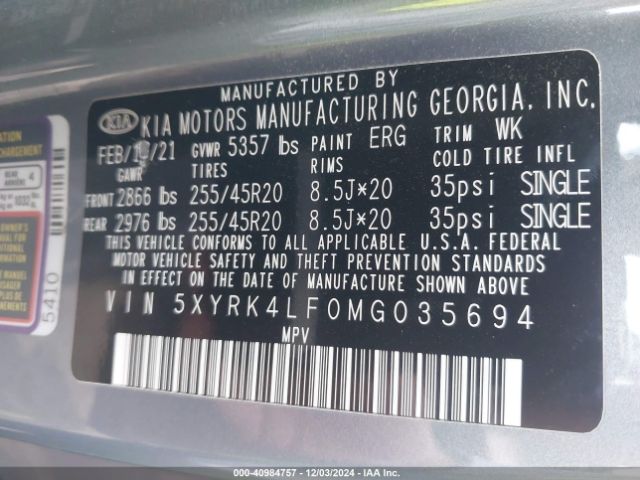 MANUFACTURED BY
KIA KIA MOTORS MANUFACTURING GEORGIA, INC.
FEB/ /21 GVWR 5357 lbs PAINT ERG TRIM WK
GAWR TIRES RIMS COLD TIRE INFL
FRONT 2866 lbs 255/45R20 8.5J*20 35psi SINGLE
REAR 2976 lbs 255/45R20 8.5J*20 35psi SINGLE
THIS VEHICLE CONFORMS TO ALL APPLICABLE U.S.A. FEDERAL
MOTOR VEHICLE SAFETY AND THEFT PREVENTION STANDARDS
IN EFFECT ON THE DATE OF MANUFACTURE SHOWN ABOVE.
VIN 5XYRK4LF0MG035694
MPV
5410
000-40984757 - 12/03/2024 - IAA Inc.